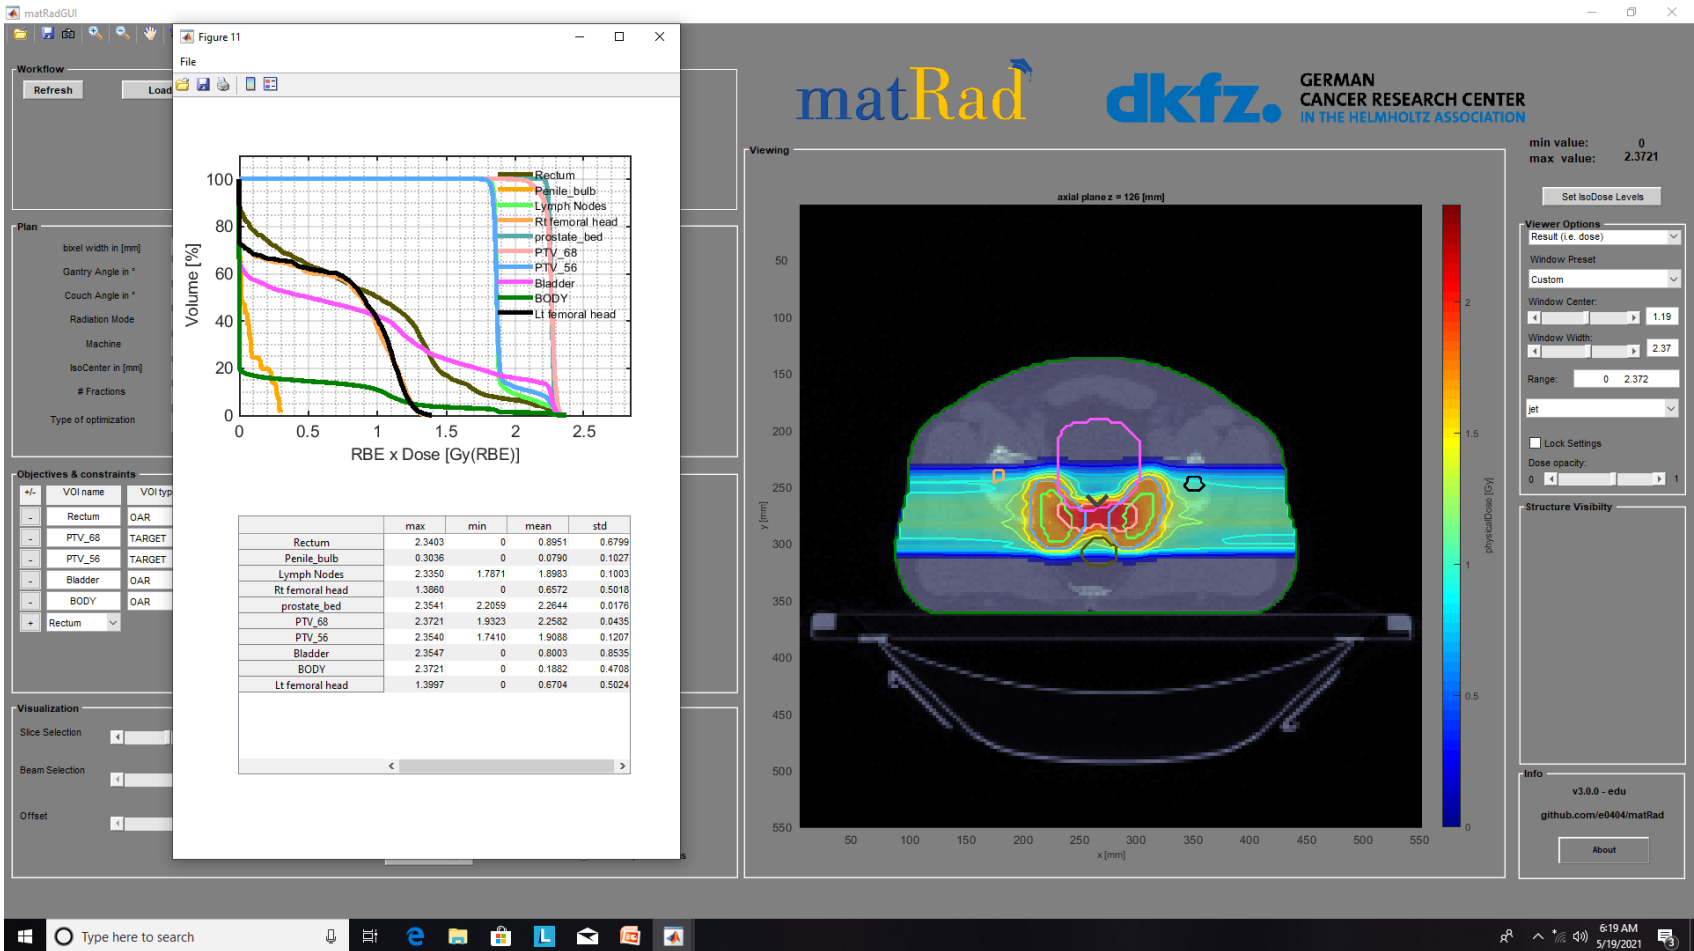 matRadGUI
Figure 11
File
Workflow
Refresh
Load
Plan
bixel width in [mm]
Gantry Angle in °
Couch Angle in °
Radiation Mode
Machine
IsoCenter in [mm]
# Fractions
Type of optimization
Objectives & constraints
+/- VOI name VOI typ
- Rectum OAR
- PTV_68 TARGET
- PTV_56 TARGET
- Bladder OAR
- BODY OAR
+ Rectum
Visualization
Slice Selection
Beam Selection
Offset
Volume [%]
100
80
60
40
20
0
0 0.5 1 1.5 2 2.5
RBE x Dose [Gy(RBE)]
Rectum
Penile_bulb
Lymph Nodes
Rt femoral head
prostate_bed
PTV_68
PTV_56
Bladder
BODY
Lt femoral head
max min mean std
Rectum 2.3403 0 0.8951 0.6799
Penile_bulb 0.3036 0 0.0790 0.1027
Lymph Nodes 2.3350 1.7871 1.8983 0.1003
Rt femoral head 1.3860 0 0.6572 0.5018
prostate_bed 2.3541 2.2059 2.2644 0.0176
PTV_68 2.3721 1.9323 2.2582 0.0435
PTV_56 2.3540 1.7410 1.9088 0.1207
Bladder 2.3547 0 0.8003 0.8535
BODY 2.3721 0 0.1882 0.4708
Lt femoral head 1.3997 0 0.6704 0.5024
matRad
dkfz.
GERMAN
CANCER RESEARCH CENTER
IN THE HELMHOLTZ ASSOCIATION
Viewing
axial plane z = 126 [mm]
50
100
150
200
250
300
350
400
450
500
550
y [mm]
50 100 150 200 250 300 350 400 450 500 550
x [mm]
2
1.5
1
0.5
0
physicalDose [Gy]
min value: 0
max value: 2.3721
Set IsoDose Levels
Viewer Options
Result (i.e. dose)
Window Preset
Custom
Window Center:
1.19
Window Width:
2.37
Range: 0 2.372
jet
Lock Settings
Dose opacity:
0 1
Structure Visibilty
Info
v3.0.0 - edu
github.com/e0404/matRad
About
Type here to search
6:19 AM
5/19/2021
3